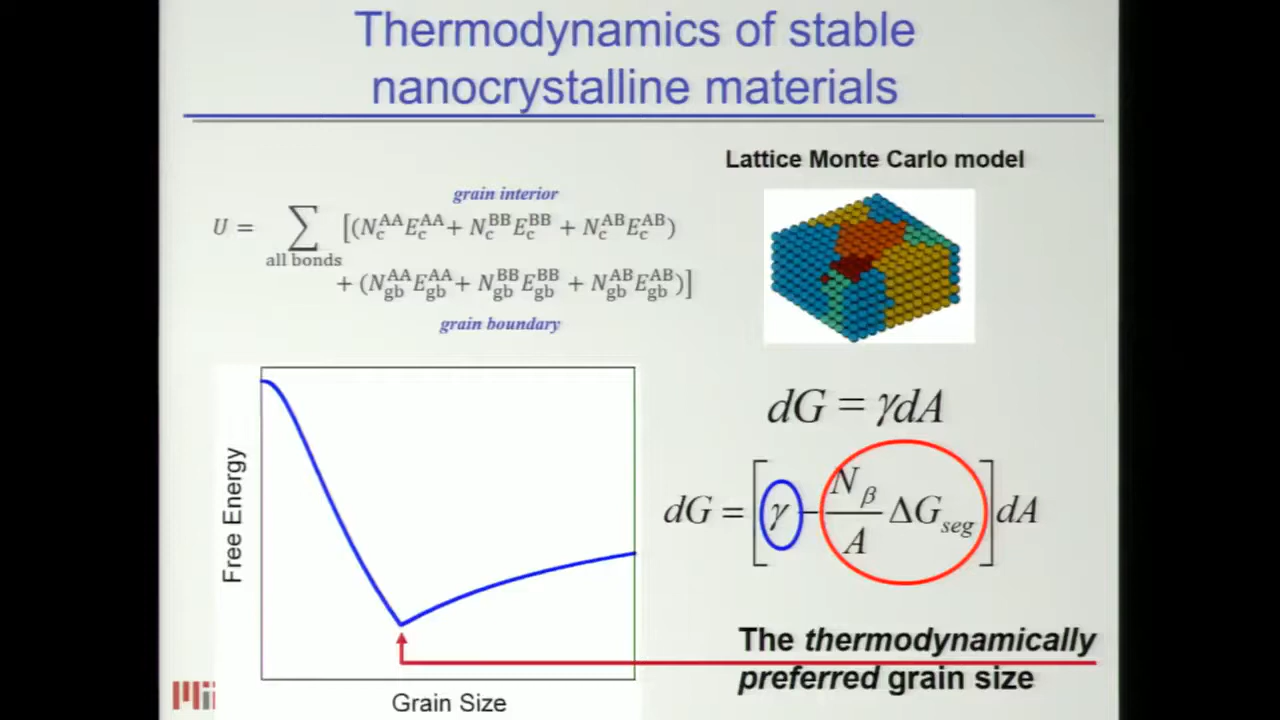 Thermodynamics of stable
nanocrystalline materials
Lattice Monte Carlo model
grain interior
U = ∑ [(N_c^AA E_c^AA + N_c^BB E_c^BB + N_c^AB E_c^AB)
all bonds
+ (N_gb^AA E_gb^AA + N_gb^BB E_gb^BB + N_gb^AB E_gb^AB)]
grain boundary
dG = γdA
dG = [γ − N_β/A ΔG_seg] dA
Free Energy
Grain Size
The thermodynamically
preferred grain size